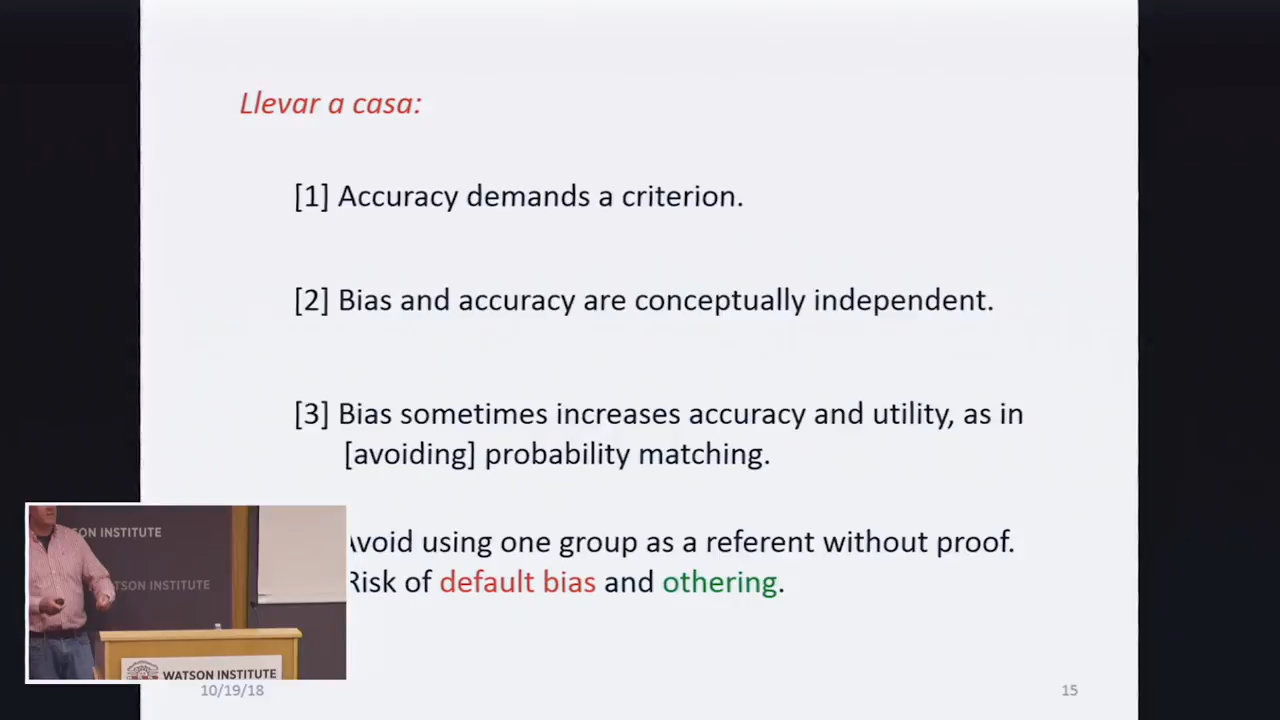 Llevar a casa:
[1] Accuracy demands a criterion.
[2] Bias and accuracy are conceptually independent.
[3] Bias sometimes increases accuracy and utility, as in
[avoiding] probability matching.
Avoid using one group as a referent without proof.
Risk of default bias and othering.
SON INSTITUTE
TSON INSTITUTE
WATSON INSTITUTE
10/19/18
15